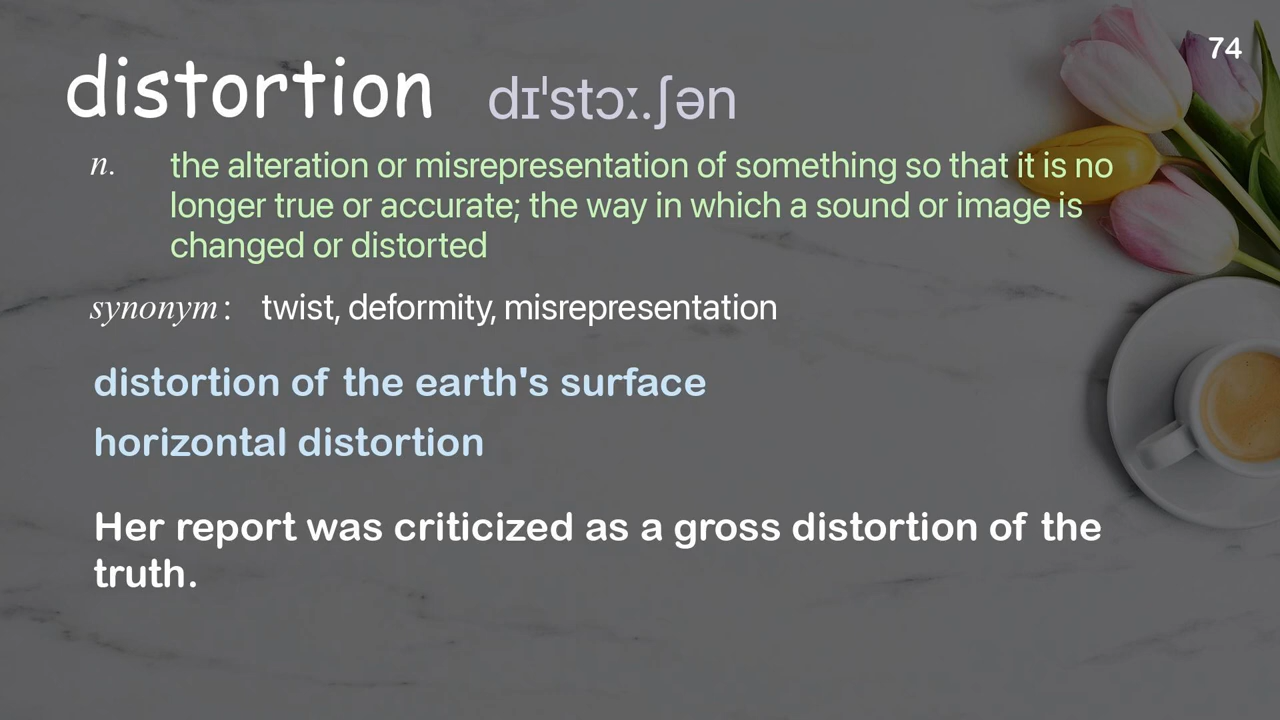 74
distortion dɪˈstɔː.ʃən
n. the alteration or misrepresentation of something so that it is no
longer true or accurate; the way in which a sound or image is
changed or distorted
synonym: twist, deformity, misrepresentation
distortion of the earth's surface
horizontal distortion
Her report was criticized as a gross distortion of the
truth.